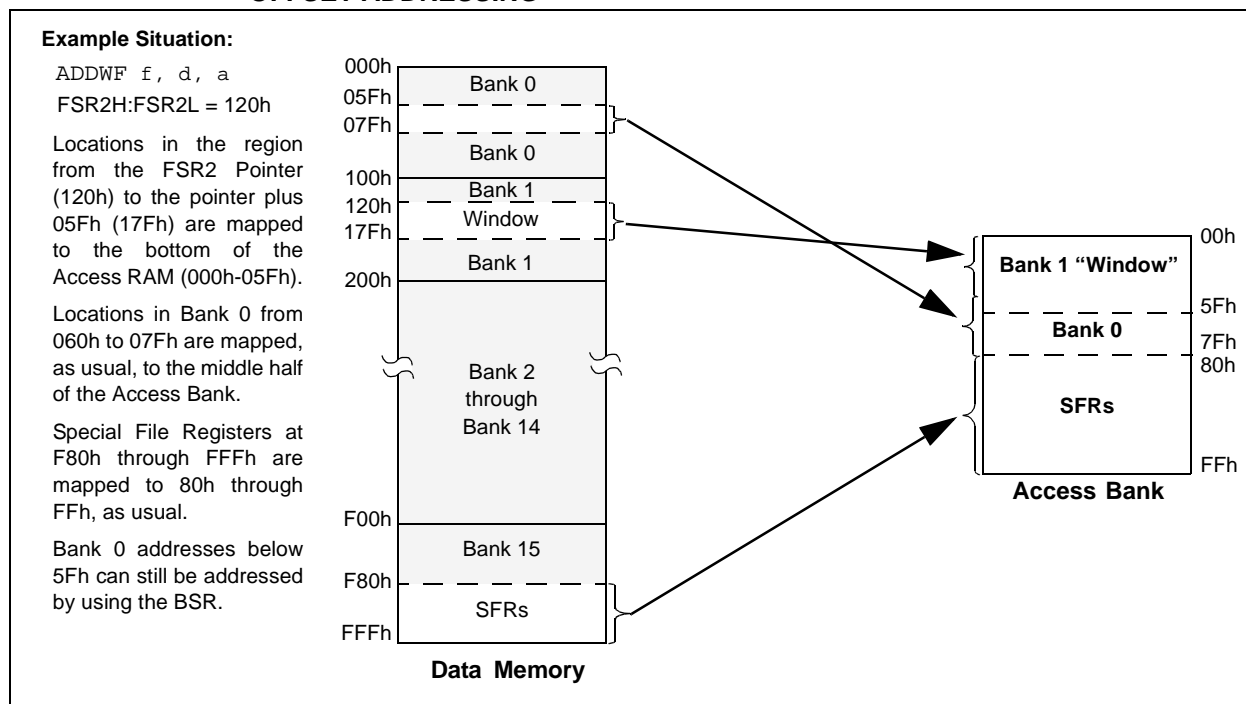 Example Situation:
ADDWF f, d, a
FSR2H:FSR2L = 120h
Locations in the region
from the FSR2 Pointer
(120h) to the pointer plus
05Fh (17Fh) are mapped
to the bottom of the
Access RAM (000h-05Fh).
Locations in Bank 0 from
060h to 07Fh are mapped,
as usual, to the middle half
of the Access Bank.
Special File Registers at
F80h through FFFh are
mapped to 80h through
FFh, as usual.
Bank 0 addresses below
5Fh can still be addressed
by using the BSR.
000h
Bank 0
05Fh
07Fh
Bank 0
100h
Bank 1
120h
Window
17Fh
Bank 1
200h
Bank 2
through
Bank 14
F00h
Bank 15
F80h
SFRs
FFFh
Data Memory
00h
Bank 1 “Window”
5Fh
Bank 0
7Fh
80h
SFRs
FFh
Access Bank